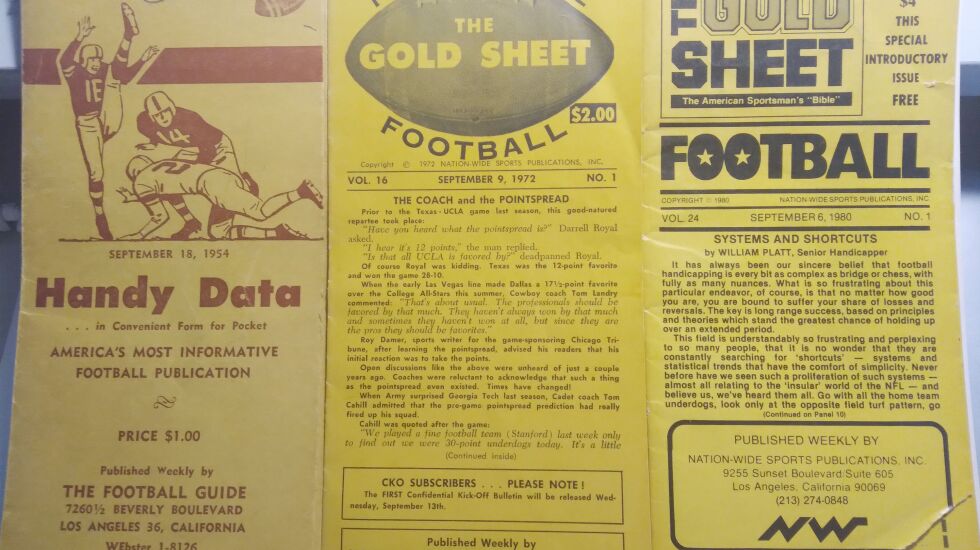 1E
14
SEPTEMBER 18, 1954
Handy Data
. . . in Convenient Form for Pocket
AMERICA'S MOST INFORMATIVE
FOOTBALL PUBLICATION
PRICE $1.00
Published Weekly by
THE FOOTBALL GUIDE
7260½ BEVERLY BOULEVARD
LOS ANGELES 36, CALIFORNIA
WEbster 1-8126
THE
GOLD SHEET
$2.00
FOOTBALL
Copyright © 1972 NATION-WIDE SPORTS PUBLICATIONS, INC.
VOL. 16 SEPTEMBER 9, 1972 NO. 1
THE COACH and the POINTSPREAD
Prior to the Texas-UCLA game last season, this good-natured
repartee took place:
"Have you heard what the pointspread is?" Darrell Royal
asked.
"I hear it's 12 points," the man replied.
"Is that all UCLA is favored by?" deadpanned Royal.
Of course Royal was kidding. Texas was the 12-point favorite
and won the game 28-10.
When the early Las Vegas line made Dallas a 17½-point favorite
over the College All-Stars this summer, Cowboy coach Tom Landry
commented: "That's about usual. The professionals should be
favored by that much. They haven't always won by that much
and sometimes they haven't won at all, but since they are
the pros they should be favorites."
Roy Damer, sports writer for the game-sponsoring Chicago Tri-
bune, after learning the pointspread, advised his readers that his
initial reaction was to take the points.
Open discussions like the above were unheard of just a couple
years ago. Coaches were reluctant to acknowledge that such a thing
as the pointspread even existed. Times have changed!
When Army surprised Georgia Tech last season, Cadet coach Tom
Cahill admitted that the pre-game pointspread prediction had really
fired up his squad.
Cahill was quoted after the game:
"We played a fine football team (Stanford) last week only
to find out we were 30-point underdogs today. It's a little
(Continued inside)
CKO SUBSCRIBERS . . . PLEASE NOTE !
The FIRST Confidential Kick-Off Bulletin will be released Wed-
nesday, September 13th.
Published Weekly by
GOLD
SHEET
The American Sportsman's "Bible"
$4
THIS
SPECIAL
INTRODUCTORY
ISSUE
FREE
FOOTBALL
COPYRIGHT © 1980 NATION-WIDE SPORTS PUBLICATIONS, INC
VOL 24 SEPTEMBER 6, 1980 NO. 1
SYSTEMS AND SHORTCUTS
by WILLIAM PLATT, Senior Handicapper
It has always been our sincere belief that football
handicapping is every bit as complex as bridge or chess, with
fully as many nuances. What is so frustrating about this
particular endeavor, of course, is that no matter how good
you are, you are bound to suffer your share of losses and
reversals. The key is long range success, based on principles
and theories which stand the greatest chance of holding up
over an extended period.
This field is understandably so frustrating and perplexing
to so many people, that it is no wonder that they are
constantly searching for 'shortcuts' — systems and
statistical trends that have the comfort of simplicity. Never
before have we seen such a proliferation of such systems —
almost all relating to the 'insular' world of the NFL — and
believe us, we've heard them all. Go with all the home team
underdogs, look only at the opposite field turf pattern, go
(Continued on Panel 10)
PUBLISHED WEEKLY BY
NATION-WIDE SPORTS PUBLICATIONS, INC.
9255 Sunset Boulevard/Suite 605
Los Angeles, California 90069
(213) 274-0848
NW